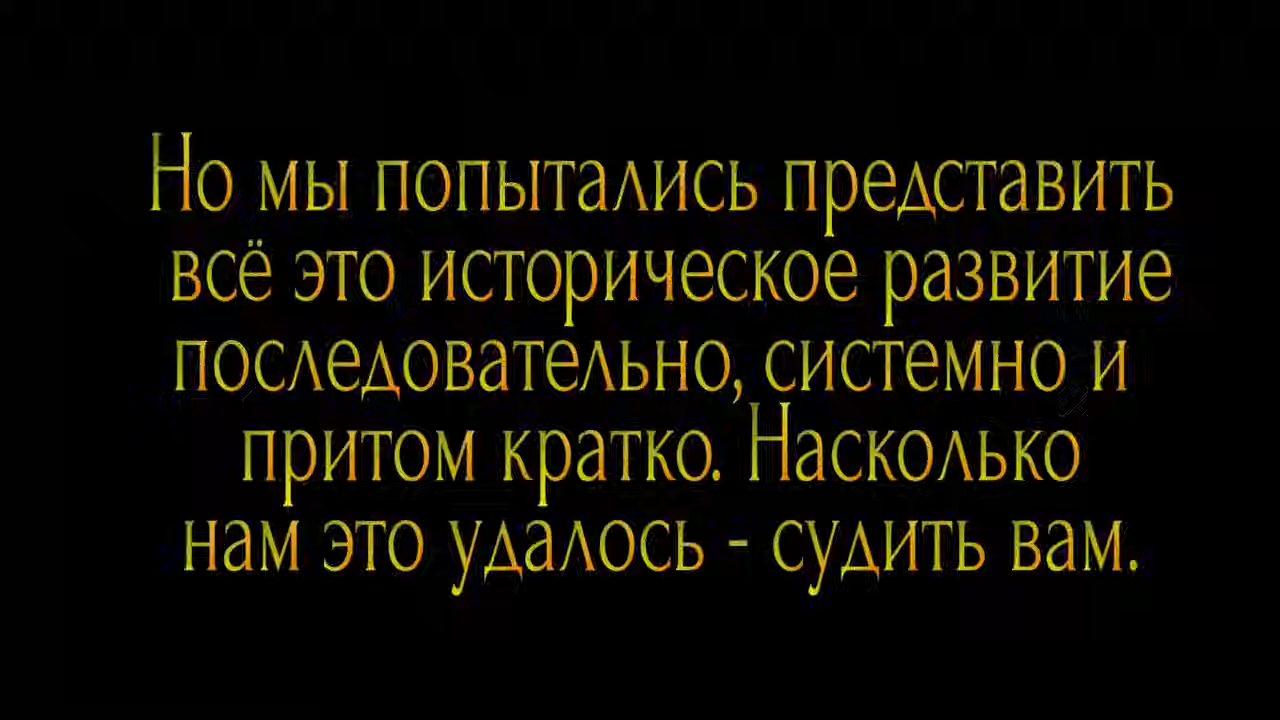 Но мы попытались представить
всё это историческое развитие
последовательно, системно и
притом кратко. Насколько
нам это удалось - судить вам.